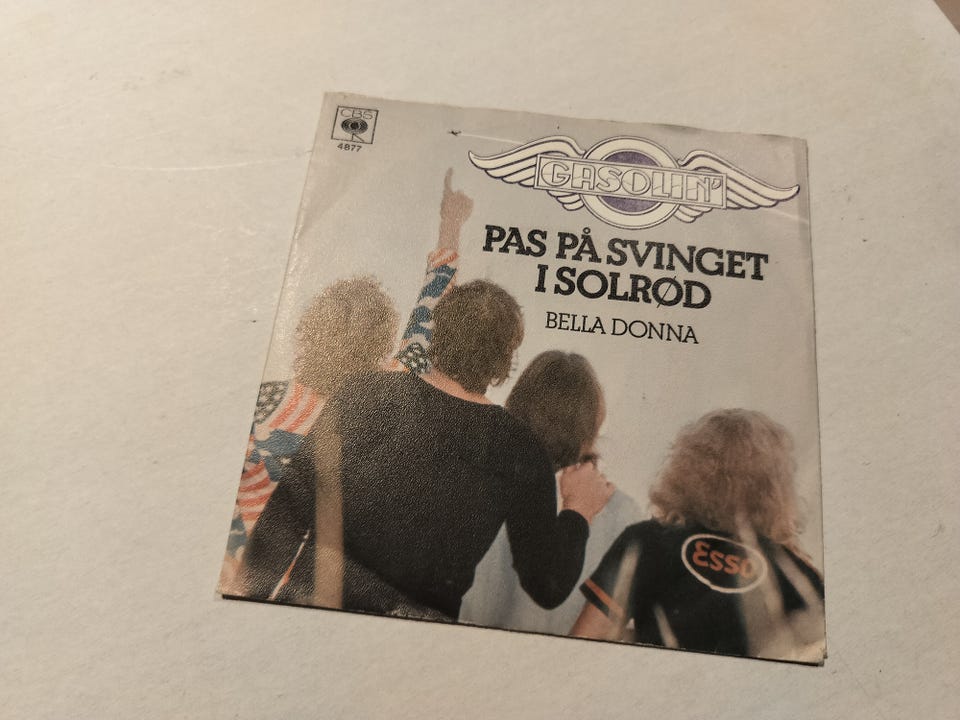 CBS
4877
GASOLIN'
PAS PÅ SVINGET
I SOLRØD
BELLA DONNA
Esso